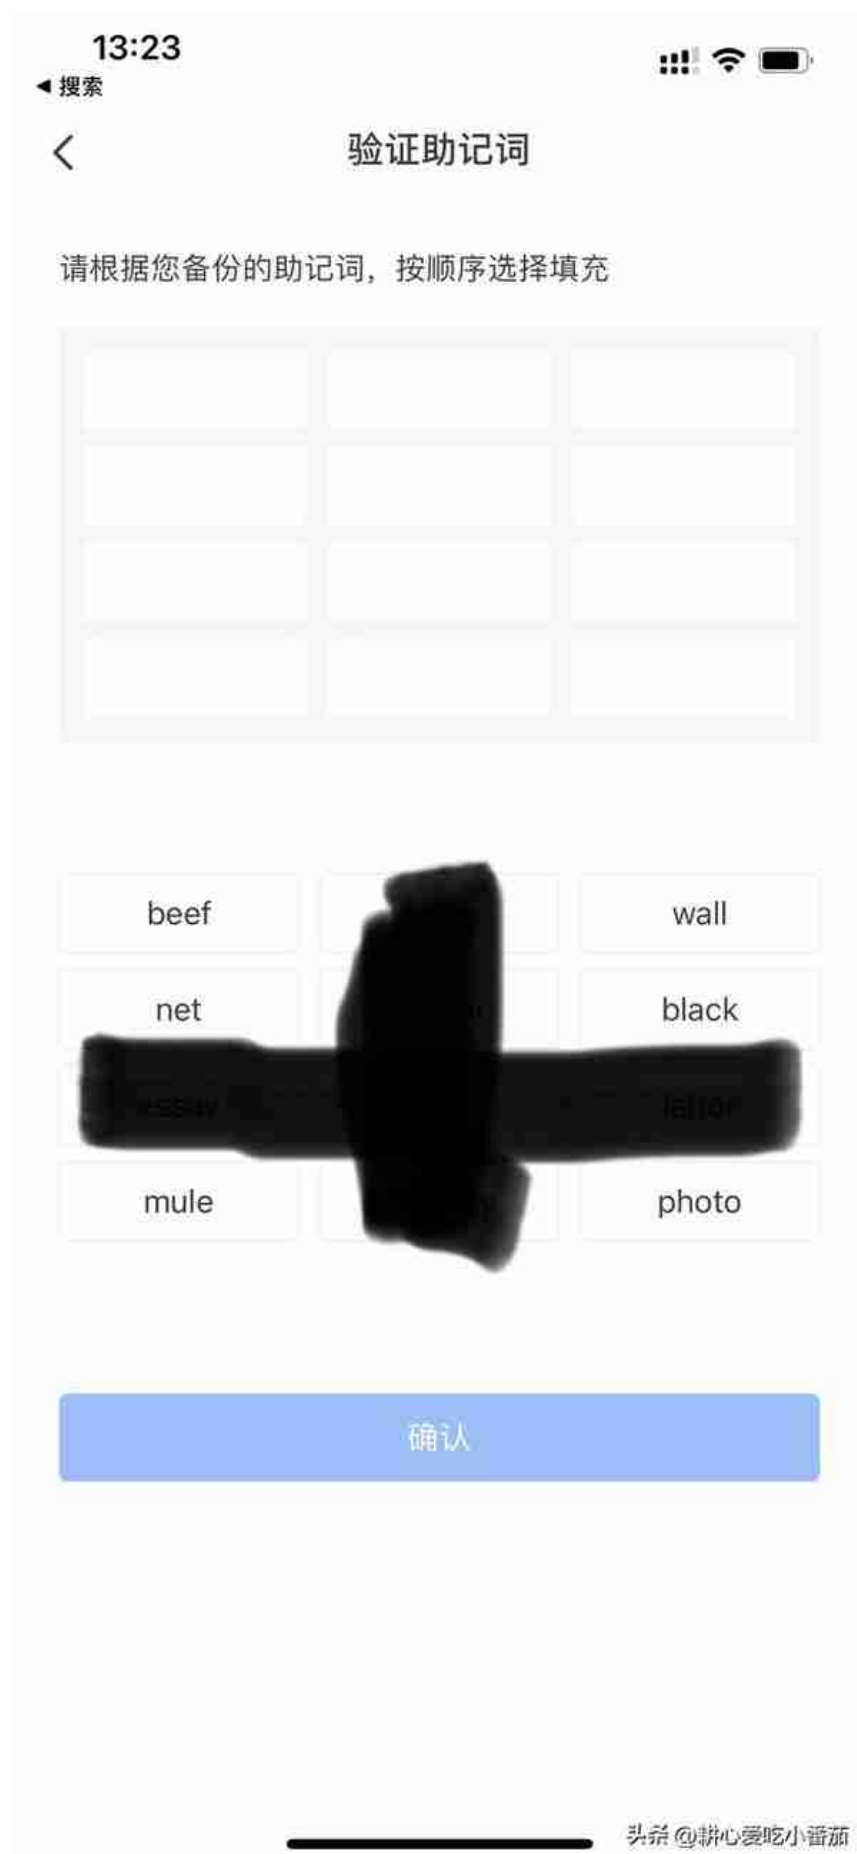 13:23
搜索
验证助记词
请根据您备份的助记词，按顺序选择填充
beef wall
net black
mule photo
确认
头条 @耕心爱吃小番茄